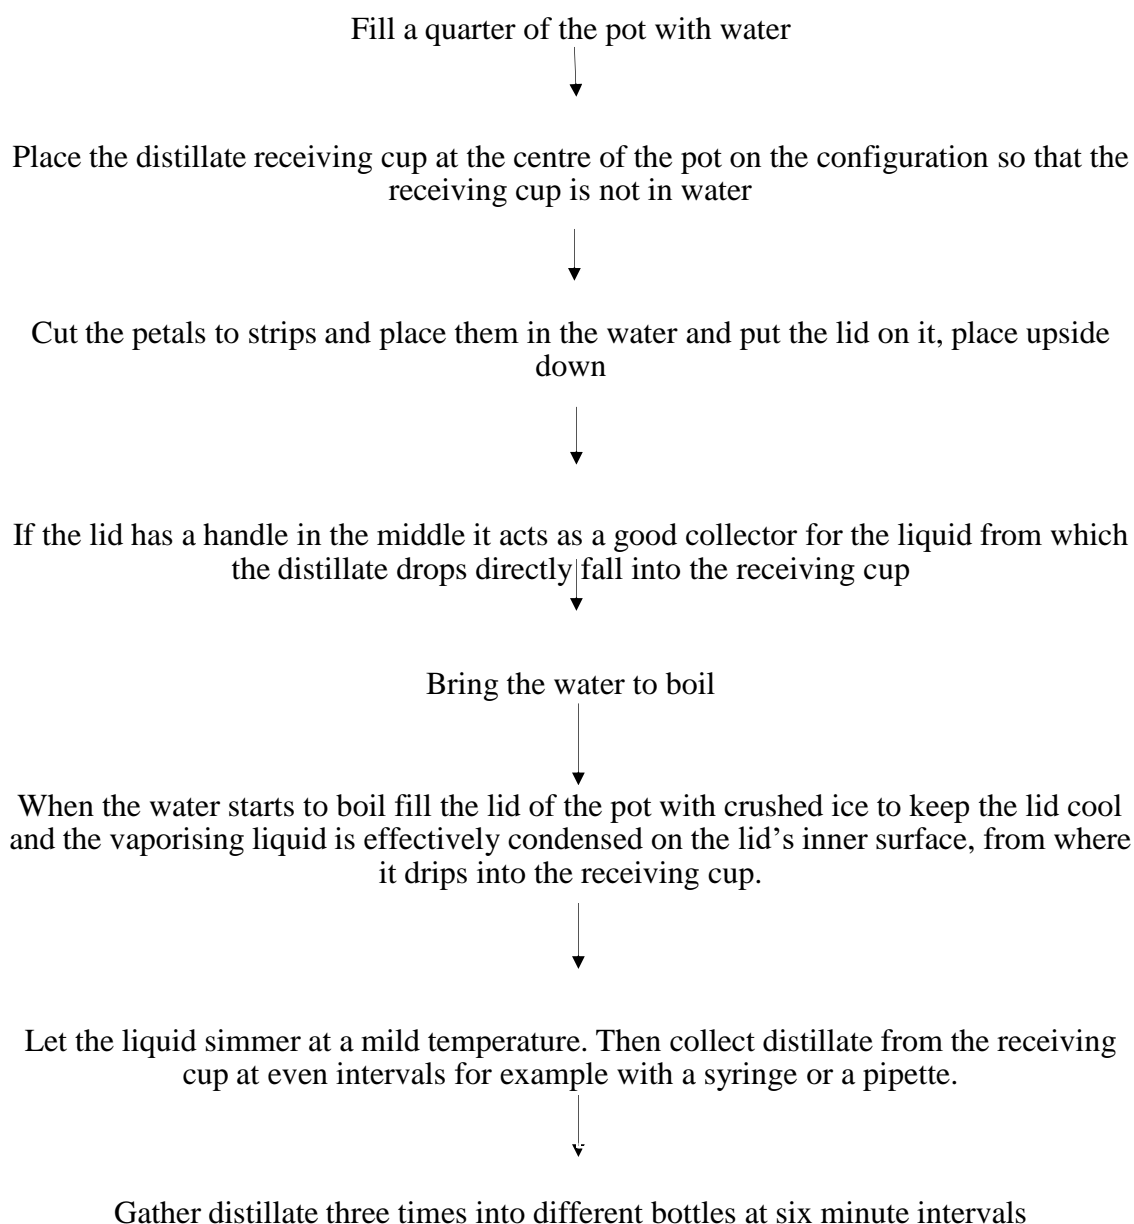 Fill a quarter of the pot with water
Place the distillate receiving cup at the centre of the pot on the configuration so that the
receiving cup is not in water
Cut the petals to strips and place them in the water and put the lid on it, place upside
down
If the lid has a handle in the middle it acts as a good collector for the liquid from which
the distillate drops directly fall into the receiving cup
Bring the water to boil
When the water starts to boil fill the lid of the pot with crushed ice to keep the lid cool
and the vaporising liquid is effectively condensed on the lid’s inner surface, from where
it drips into the receiving cup.
Let the liquid simmer at a mild temperature. Then collect distillate from the receiving
cup at even intervals for example with a syringe or a pipette.
Gather distillate three times into different bottles at six minute intervals